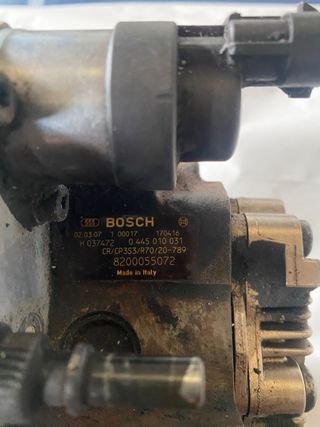 BOSCH
02.03.07 1 00017 170416
H 037472 0 445 010 031
CR/CP3S3/R70/20-789
8200055072
Made in Italy